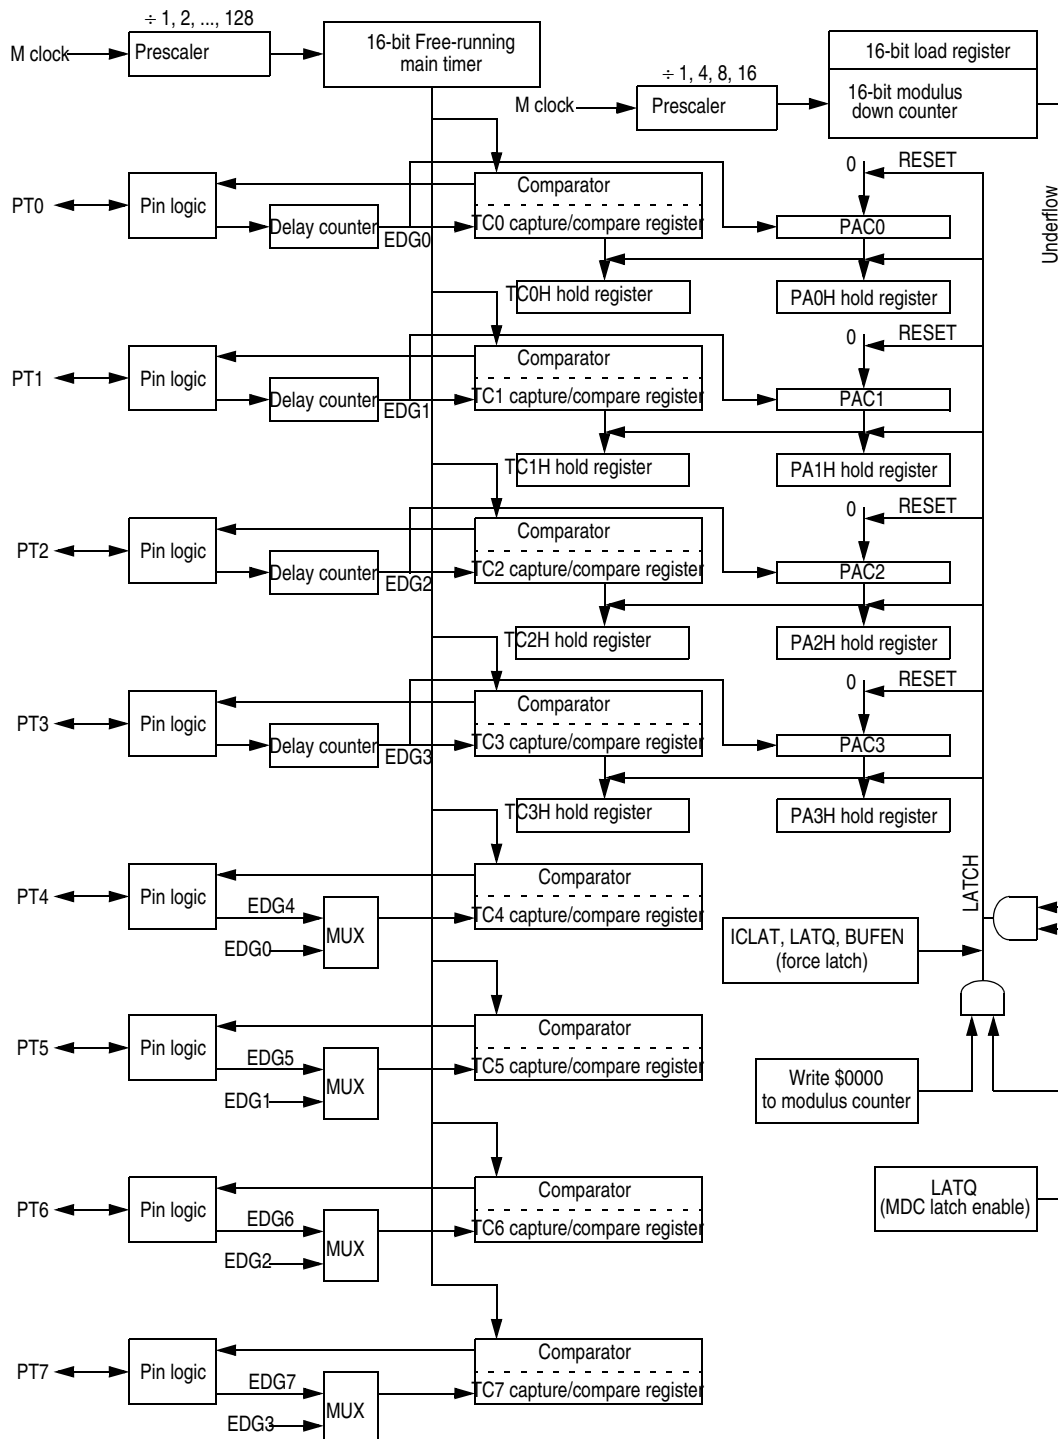 ÷ 1, 2, ..., 128
M clock
Prescaler
16-bit Free-running
main timer
÷ 1, 4, 8, 16
M clock
Prescaler
16-bit load register
16-bit modulus
down counter
Underflow
PT0
Pin logic
Delay counter
EDG0
Comparator
TC0 capture/compare register
TC0H hold register
0
RESET
PAC0
PA0H hold register
PT1
Pin logic
Delay counter
EDG1
Comparator
TC1 capture/compare register
TC1H hold register
0
RESET
PAC1
PA1H hold register
PT2
Pin logic
Delay counter
EDG2
Comparator
TC2 capture/compare register
TC2H hold register
0
RESET
PAC2
PA2H hold register
PT3
Pin logic
Delay counter
EDG3
Comparator
TC3 capture/compare register
TC3H hold register
0
RESET
PAC3
PA3H hold register
PT4
Pin logic
EDG4
EDG0
MUX
Comparator
TC4 capture/compare register
LATCH
ICLAT, LATQ, BUFEN
(force latch)
PT5
Pin logic
EDG5
EDG1
MUX
Comparator
TC5 capture/compare register
Write $0000
to modulus counter
PT6
Pin logic
EDG6
EDG2
MUX
Comparator
TC6 capture/compare register
LATQ
(MDC latch enable)
PT7
Pin logic
EDG7
EDG3
MUX
Comparator
TC7 capture/compare register